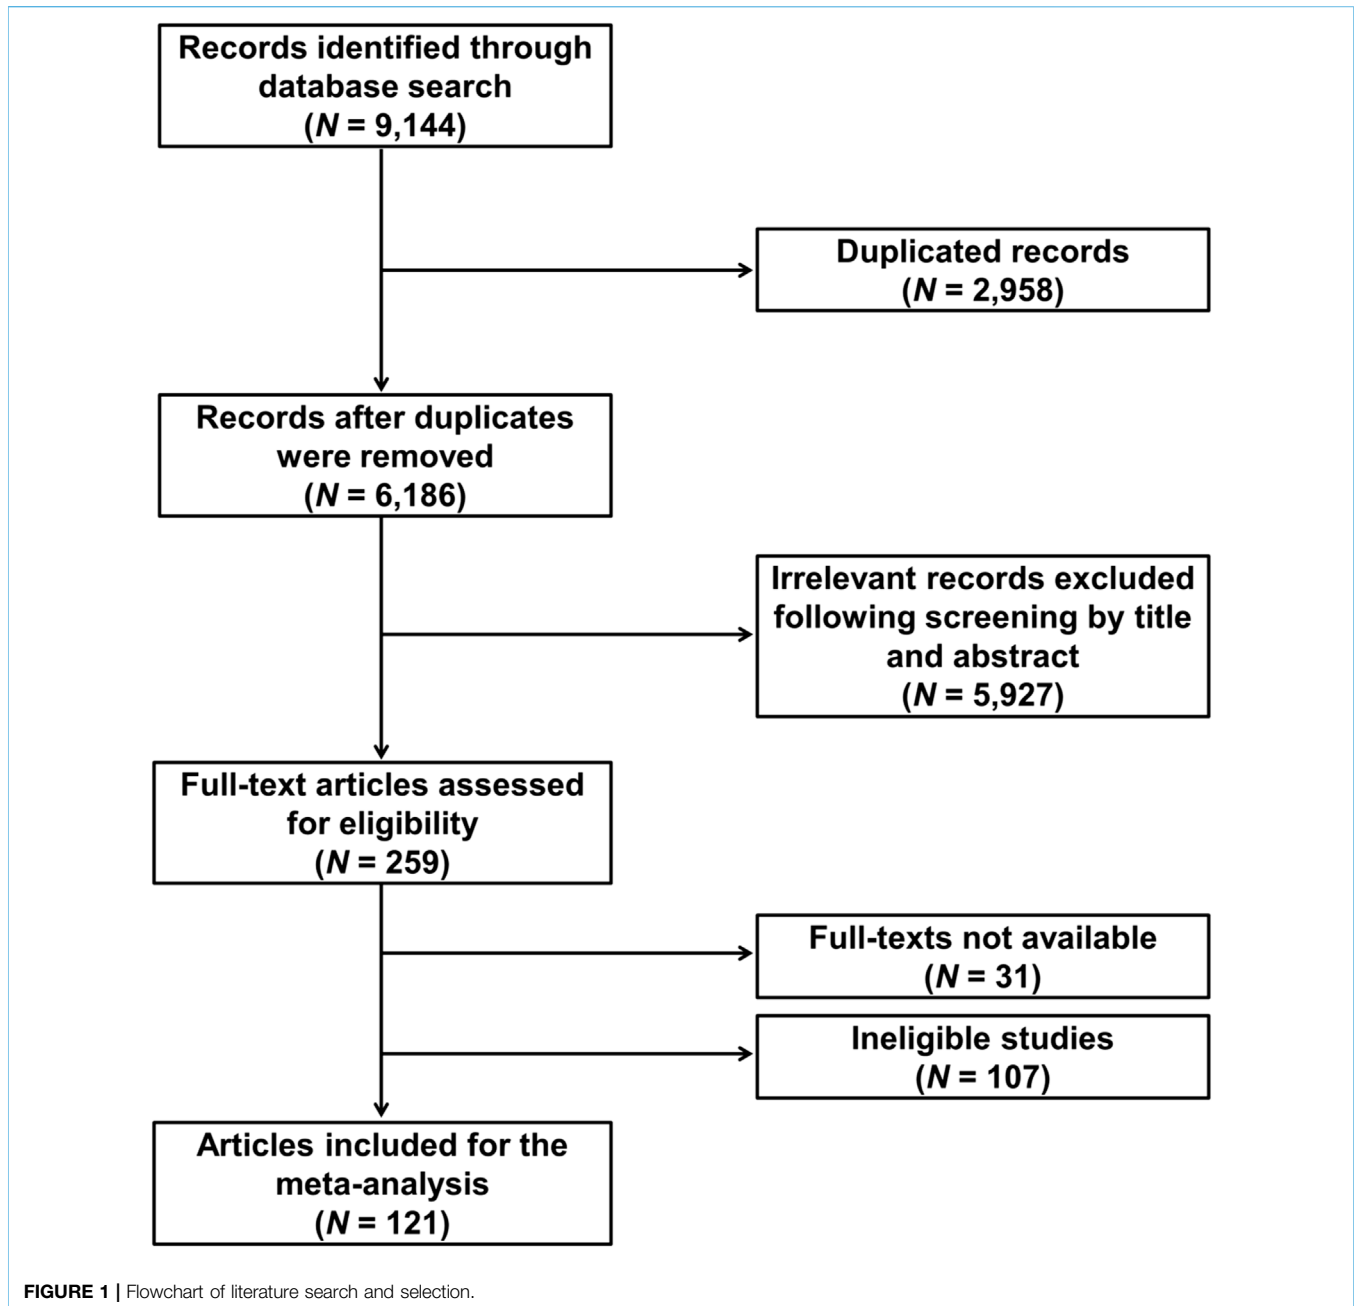 Records identified through
database search
(N = 9,144)
Duplicated records
(N = 2,958)
Records after duplicates
were removed
(N = 6,186)
Irrelevant records excluded
following screening by title
and abstract
(N = 5,927)
Full-text articles assessed
for eligibility
(N = 259)
Full-texts not available
(N = 31)
Ineligible studies
(N = 107)
Articles included for the
meta-analysis
(N = 121)
FIGURE 1 | Flowchart of literature search and selection.